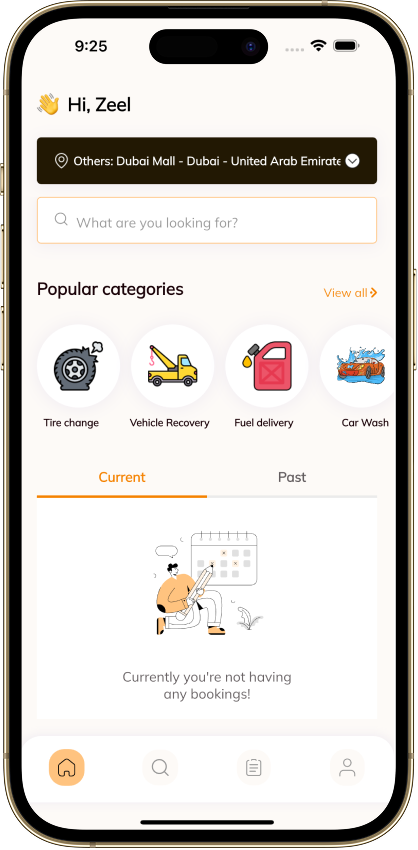 9:25
👋 Hi, Zeel
Others: Dubai Mall - Dubai - United Arab Emirate
What are you looking for?
Popular categories
View all
Tire change
Vehicle Recovery
Fuel delivery
Car Wash
Current
Past
Currently you're not having
any bookings!